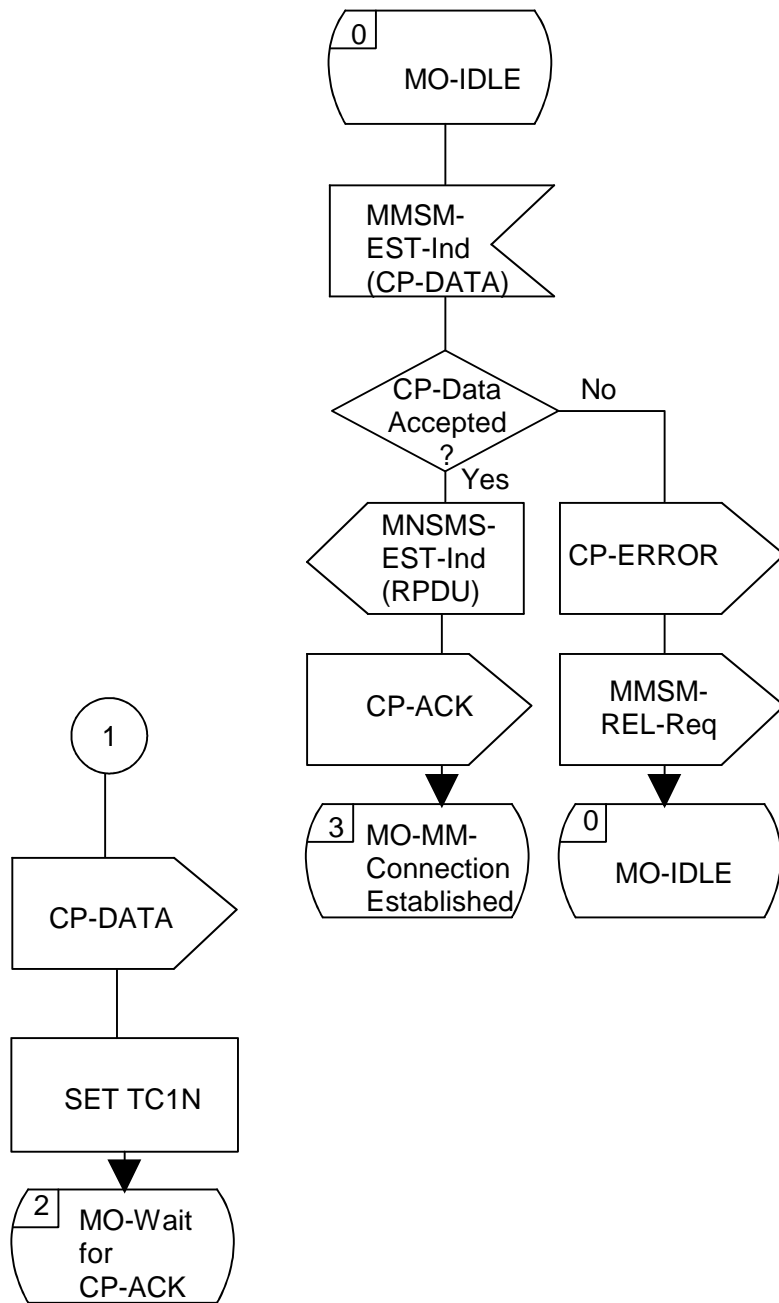 0
MO-IDLE
MMSM-
EST-Ind
(CP-DATA)
CP-Data
Accepted
?
No
Yes
MNSMS-
EST-Ind
(RPDU)
CP-ERROR
CP-ACK
MMSM-
REL-Req
3
MO-MM-
Connection
Established
0
MO-IDLE
1
CP-DATA
SET TC1N
2
MO-Wait
for
CP-ACK